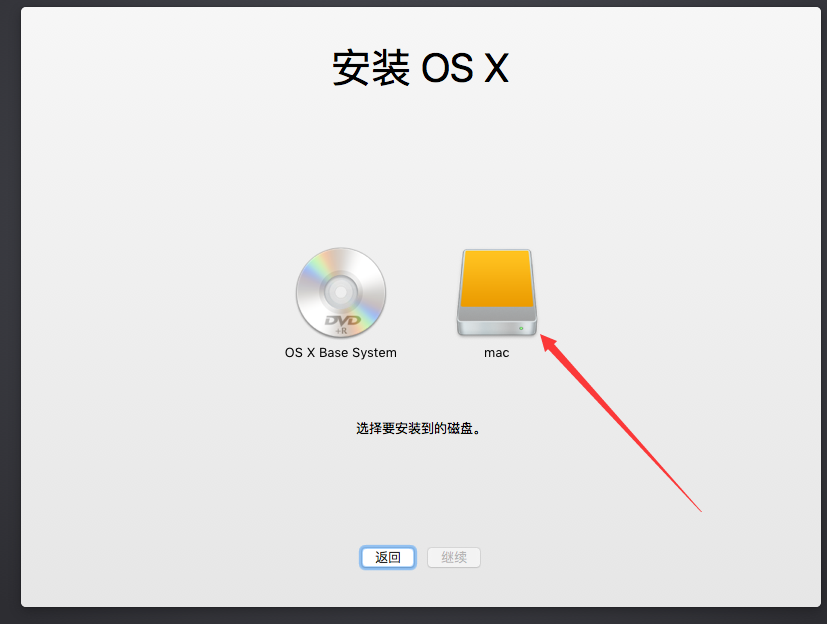 安装 OS X
DVD
+R
OS X Base System
mac
选择要安装到的磁盘。
返回
继续